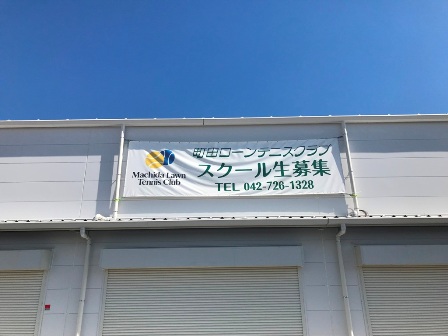 町田ローンテニスクラブ
Machida Lawn
Tennis Club
スクール生募集
TEL 042-726-1328